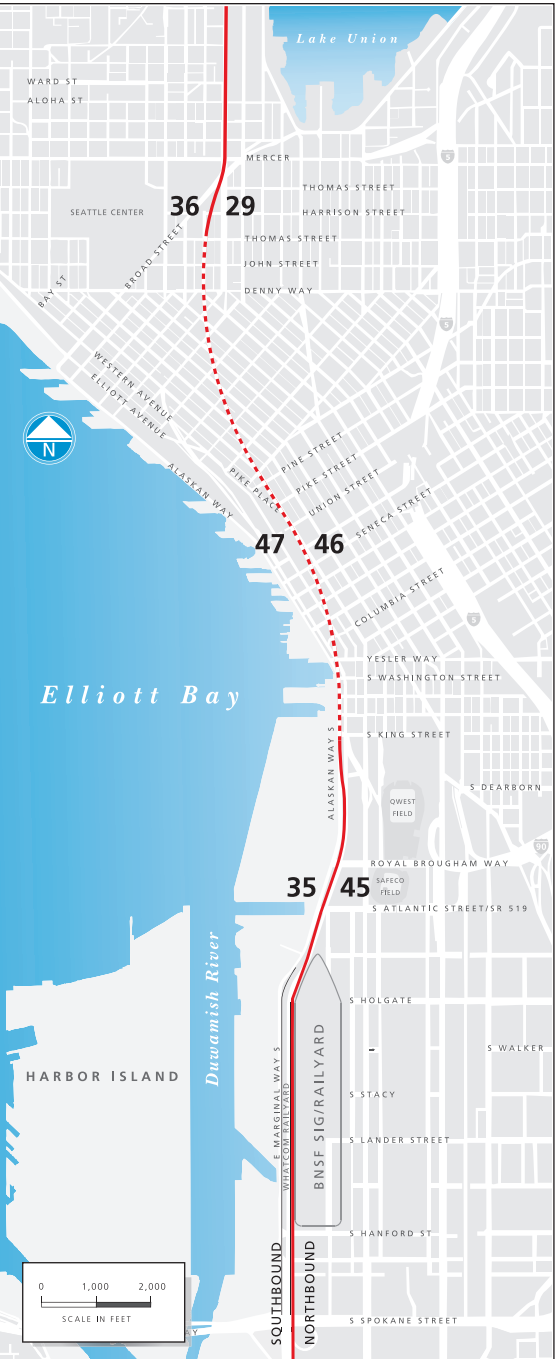 Lake Union
WARD ST
ALOHA ST
MERCER
5
THOMAS STREET
36 29
SEATTLE CENTER
HARRISON STREET
BROAD STREET
THOMAS STREET
JOHN STREET
BAY ST
DENNY WAY
5
WESTERN AVENUE
ELLIOTT AVENUE
N
PINE STREET
PIKE STREET
ALASKAN WAY
PIKE PLACE
UNION STREET
SENECA STREET
47 46
COLUMBIA STREET
5
YESLER WAY
S WASHINGTON STREET
Elliott Bay
S KING STREET
ALASKAN WAY S
S DEARBORN
QWEST
FIELD
90
ROYAL BROUGHAM WAY
35 45
SAFECO
FIELD
S ATLANTIC STREET/SR 519
Duwamish River
S HOLGATE
HARBOR ISLAND
E MARGINAL WAY S
WHATCOM RAILYARD
BNSF SIG/RAILYARD
S WALKER
S STACY
S LANDER STREET
S HANFORD ST
SOUTHBOUND
NORTHBOUND
0 1,000 2,000
SCALE IN FEET
S SPOKANE STREET
AY